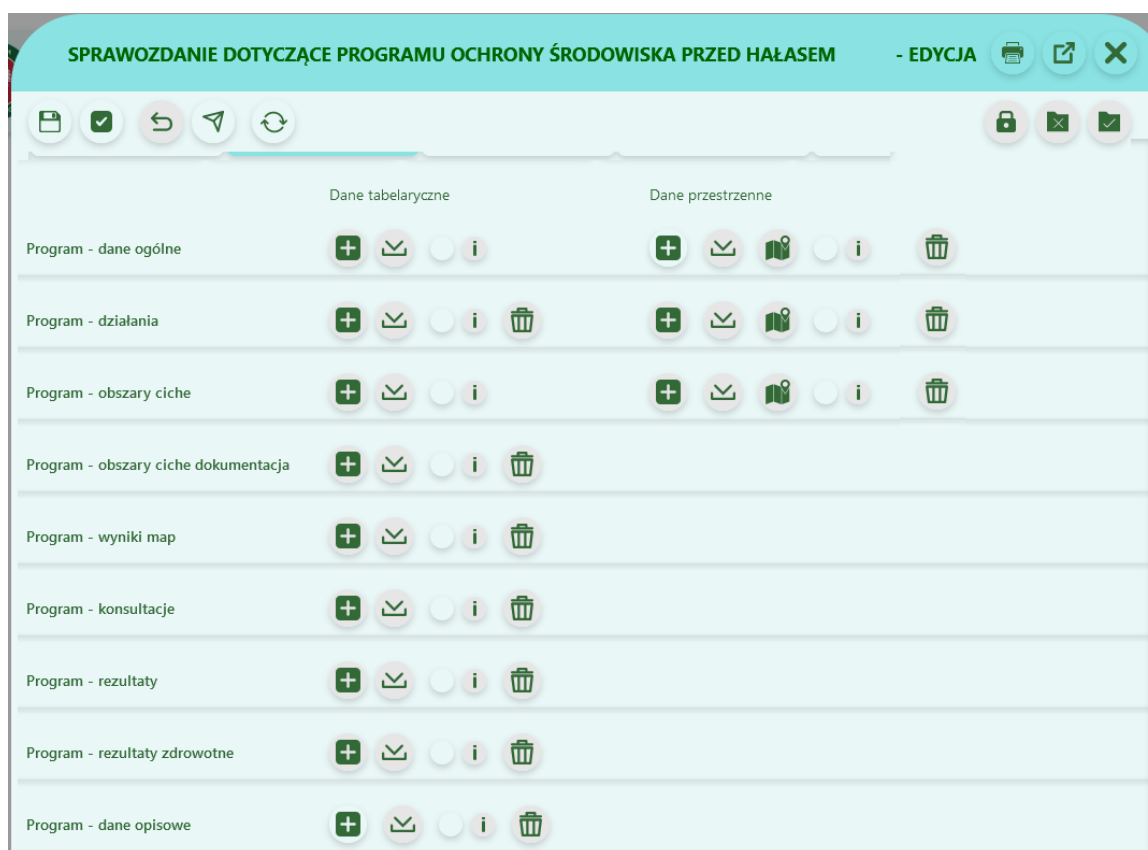 SPRAWOZDANIE DOTYCZĄCE PROGRAMU OCHRONY ŚRODOWISKA PRZED HAŁASEM - EDYCJA
Dane tabelaryczne Dane przestrzenne
Program - dane ogólne i i
Program - działania i i
Program - obszary ciche i i
Program - obszary ciche dokumentacja i
Program - wyniki map i
Program - konsultacje i
Program - rezultaty i
Program - rezultaty zdrowotne i
Program - dane opisowe i